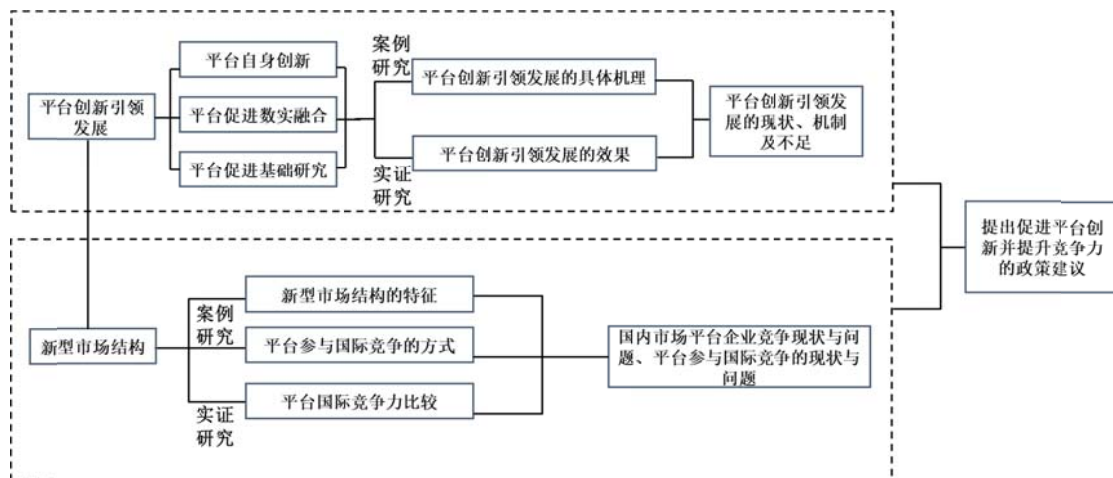 平台自身创新
案例
研究
平台创新引领发展的具体机理
平台创新引领
发展
平台促进数实融合
平台创新引领发
展的现状、机制
及不足
平台促进基础研究
平台创新引领发展的效果
实证
研究
提出促进平台创
新并提升竞争力
的政策建议
新型市场结构的特征
案例
研究
新型市场结构
平台参与国际竞争的方式
国内市场平台企业竞争现状与问
题、平台参与国际竞争的现状与
问题
平台国际竞争力比较
实证
研究